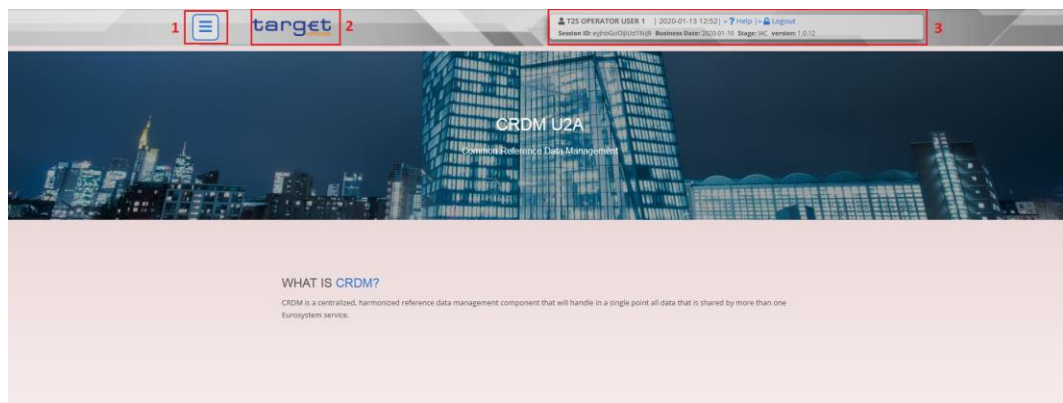 1
target
services
2
T2S OPERATOR USER 1 | 2020-01-13 12:52| » ? Help |» Logout
Session ID: Business Date: 2020-01-10 Stage: IAC version: 1.0.12
3
CRDM U2A
Common Reference Data Management
WHAT IS CRDM?
CRDM is a centralized, harmonized reference data management component that will handle in a single point all data that is shared by more than one
Eurosystem service.